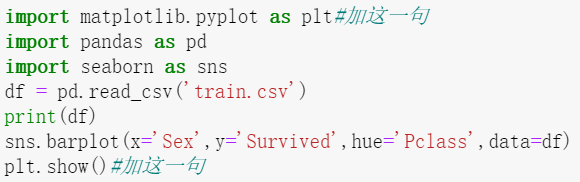 import matplotlib.pyplot as plt#加这一句
import pandas as pd
import seaborn as sns
df = pd.read_csv('train.csv')
print(df)
sns.barplot(x='Sex',y='Survived',hue='Pclass',data=df)
plt.show()#加这一句